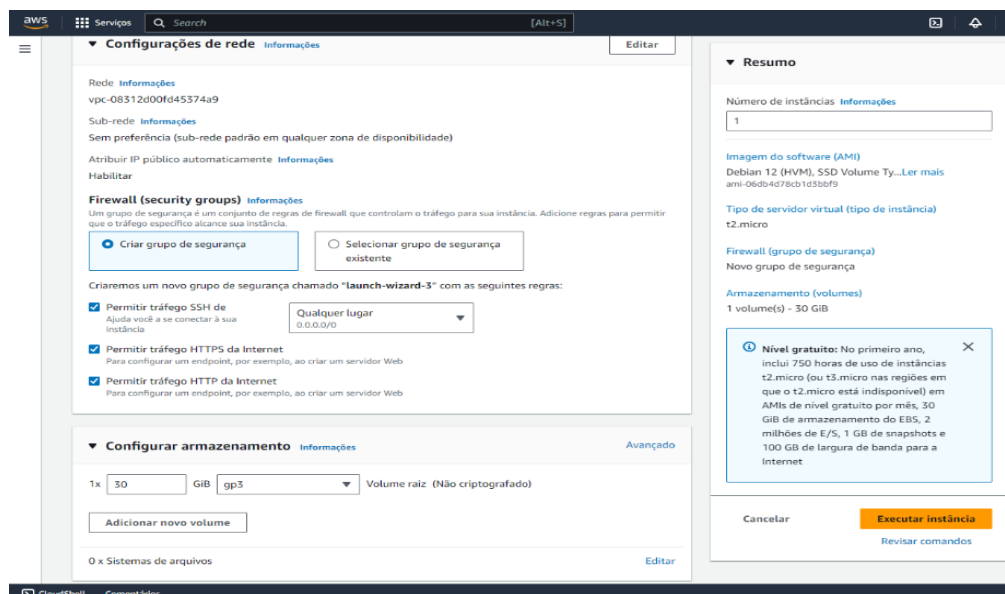 aws
Serviços
Search
[Alt+S]
Configurações de rede Informações
Editar
Rede Informações
vpc-08312d00fd45374a9
Sub-rede Informações
Sem preferência (sub-rede padrão em qualquer zona de disponibilidade)
Atribuir IP público automaticamente Informações
Habilitar
Firewall (security groups) Informações
Um grupo de segurança é um conjunto de regras de firewall que controlam o tráfego para sua instância. Adicione regras para permitir
que o tráfego específico alcance sua instância.
Criar grupo de segurança
Selecionar grupo de segurança
existente
Criaremos um novo grupo de segurança chamado "launch-wizard-3" com as seguintes regras:
Permitir tráfego SSH de
Ajuda você a se conectar à sua
instância
Qualquer lugar
0.0.0.0/0
Permitir tráfego HTTPS da Internet
Para configurar um endpoint, por exemplo, ao criar um servidor Web
Permitir tráfego HTTP da Internet
Para configurar um endpoint, por exemplo, ao criar um servidor Web
Configurar armazenamento Informações
Avançado
1x 30 GiB gp3 Volume raiz (Não criptografado)
Adicionar novo volume
0 x Sistemas de arquivos
Editar
Resumo
Número de instâncias Informações
1
Imagem do software (AMI)
Debian 12 (HVM), SSD Volume Ty...Ler mais
ami-06db4d78cb1d3bbf9
Tipo de servidor virtual (tipo de instância)
t2.micro
Firewall (grupo de segurança)
Novo grupo de segurança
Armazenamento (volumes)
1 volume(s) - 30 GiB
Nível gratuito: No primeiro ano,
inclui 750 horas de uso de instâncias
t2.micro (ou t3.micro nas regiões em
que o t2.micro está indisponível) em
AMIs de nível gratuito por mês, 30
GiB de armazenamento do EBS, 2
milhões de E/S, 1 GB de snapshots e
100 GB de largura de banda para a
Internet
Cancelar
Executar instância
Revisar comandos
CloudShell Comentários